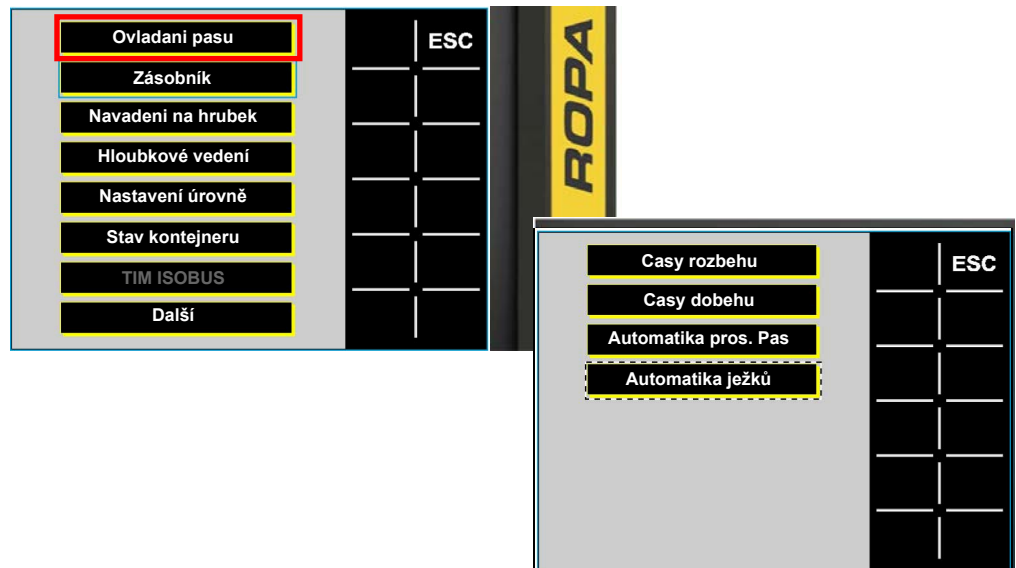 Ovladani pasu
ESC
Zásobník
Navadeni na hrubek
Hloubkové vedení
Nastavení úrovně
Stav kontejneru
TIM ISOBUS
Další
ROPA
Casy rozbehu
ESC
Casy dobehu
Automatika pros. Pas
Automatika ježků